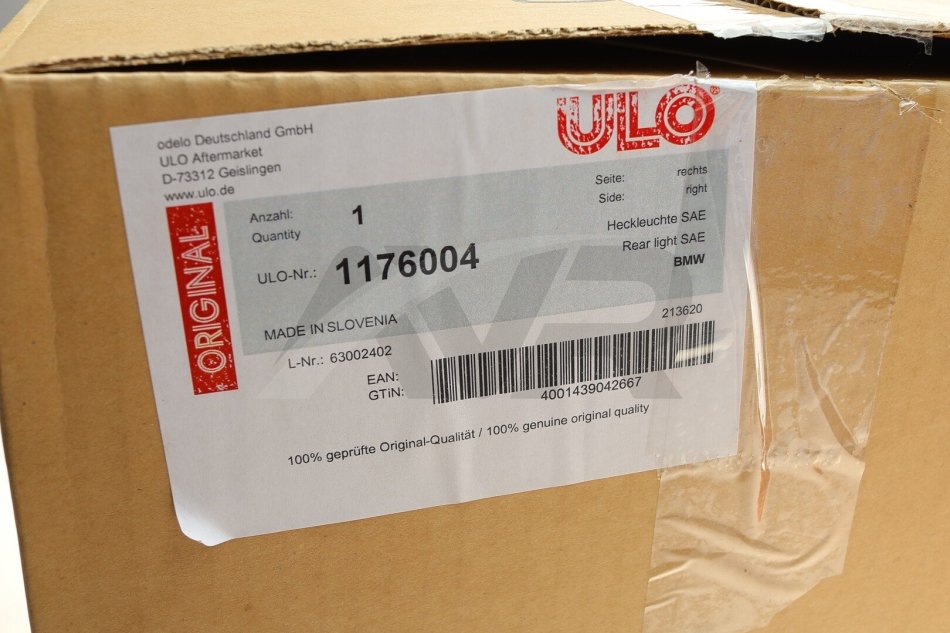 ULO
odelo Deutschland GmbH
ULO Aftermarket
D-73312 Geislingen
www.ulo.de
ORIGINAL
Anzahl: 1
Quantity
Seite: rechts
Side: right
ULO-Nr.: 1176004
Heckleuchte SAE
Rear light SAE
BMW
MADE IN SLOVENIA
213620
L-Nr.: 63002402
EAN:
GTiN:
4001439042667
100% geprüfte Original-Qualität / 100% genuine original quality
AVR